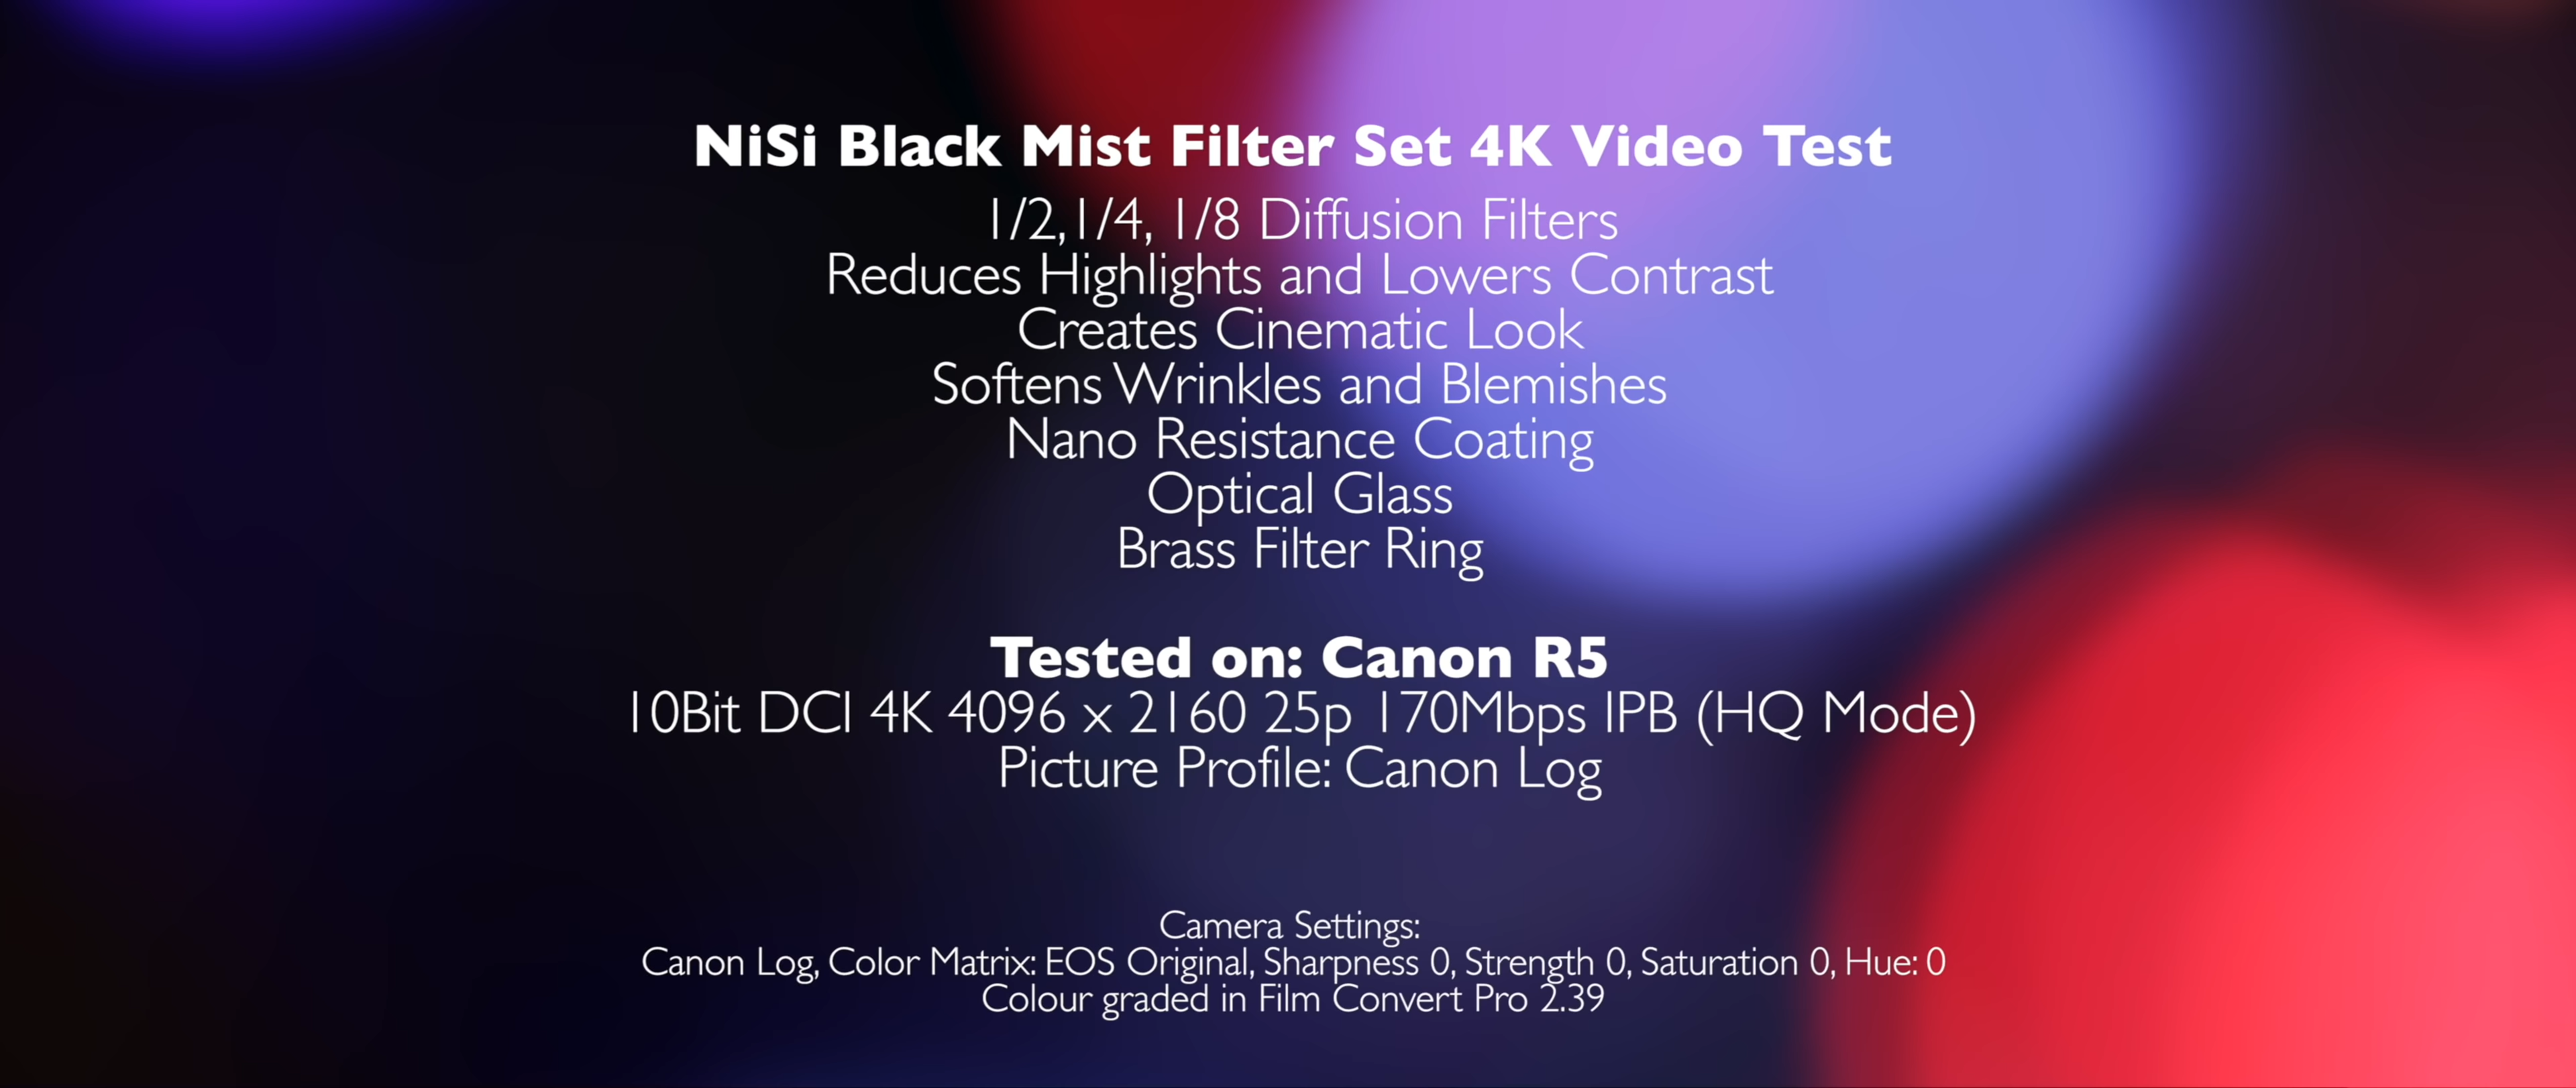 NiSi Black Mist Filter Set 4K Video Test
1/2,1/4, 1/8 Diffusion Filters
Reduces Highlights and Lowers Contrast
Creates Cinematic Look
Softens Wrinkles and Blemishes
Nano Resistance Coating
Optical Glass
Brass Filter Ring
Tested on: Canon R5
10Bit DCI 4K 4096 x 2160 25p 170Mbps IPB (HQ Mode)
Picture Profile: Canon Log
Camera Settings:
Canon Log, Color Matrix: EOS Original, Sharpness 0, Strength 0, Saturation 0, Hue: 0
Colour graded in Film Convert Pro 2.39